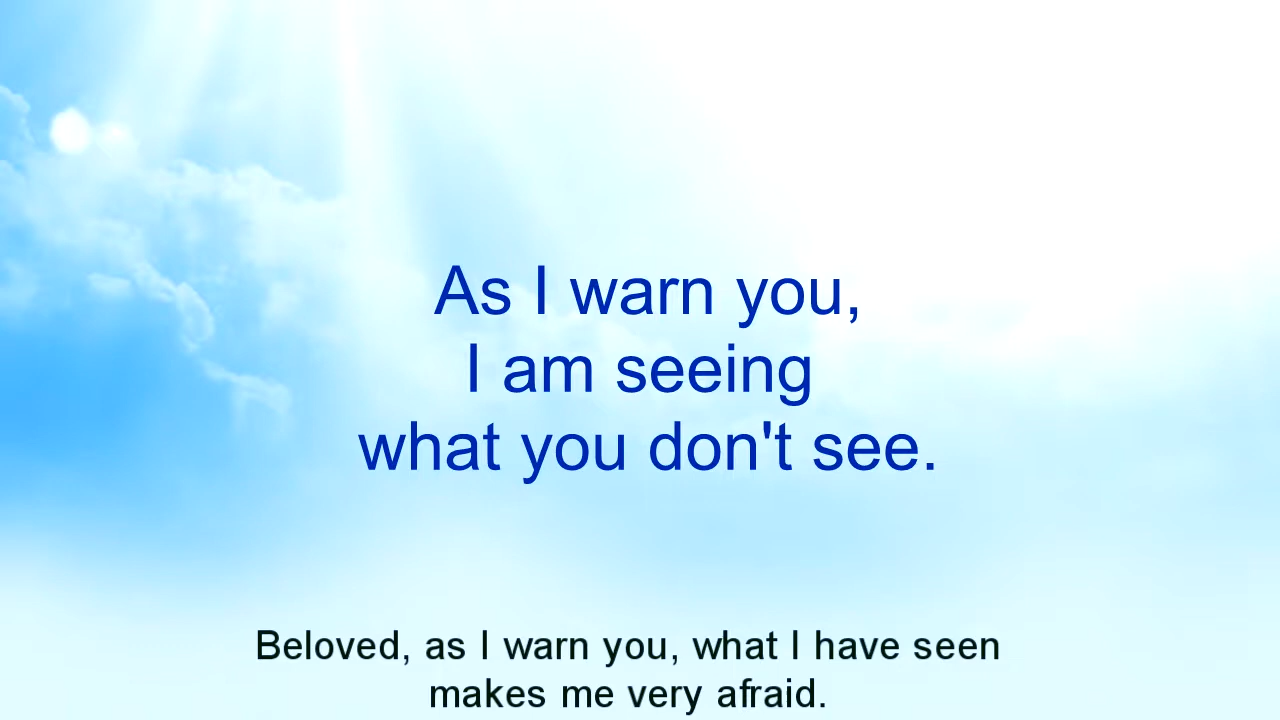 As I warn you,
I am seeing
what you don't see.
Beloved, as I warn you, what I have seen
makes me very afraid.